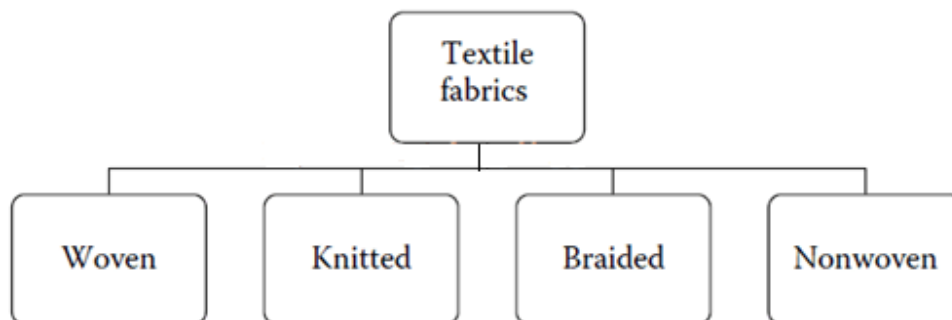 Textile
fabrics
Woven
Knitted
Braided
Nonwoven